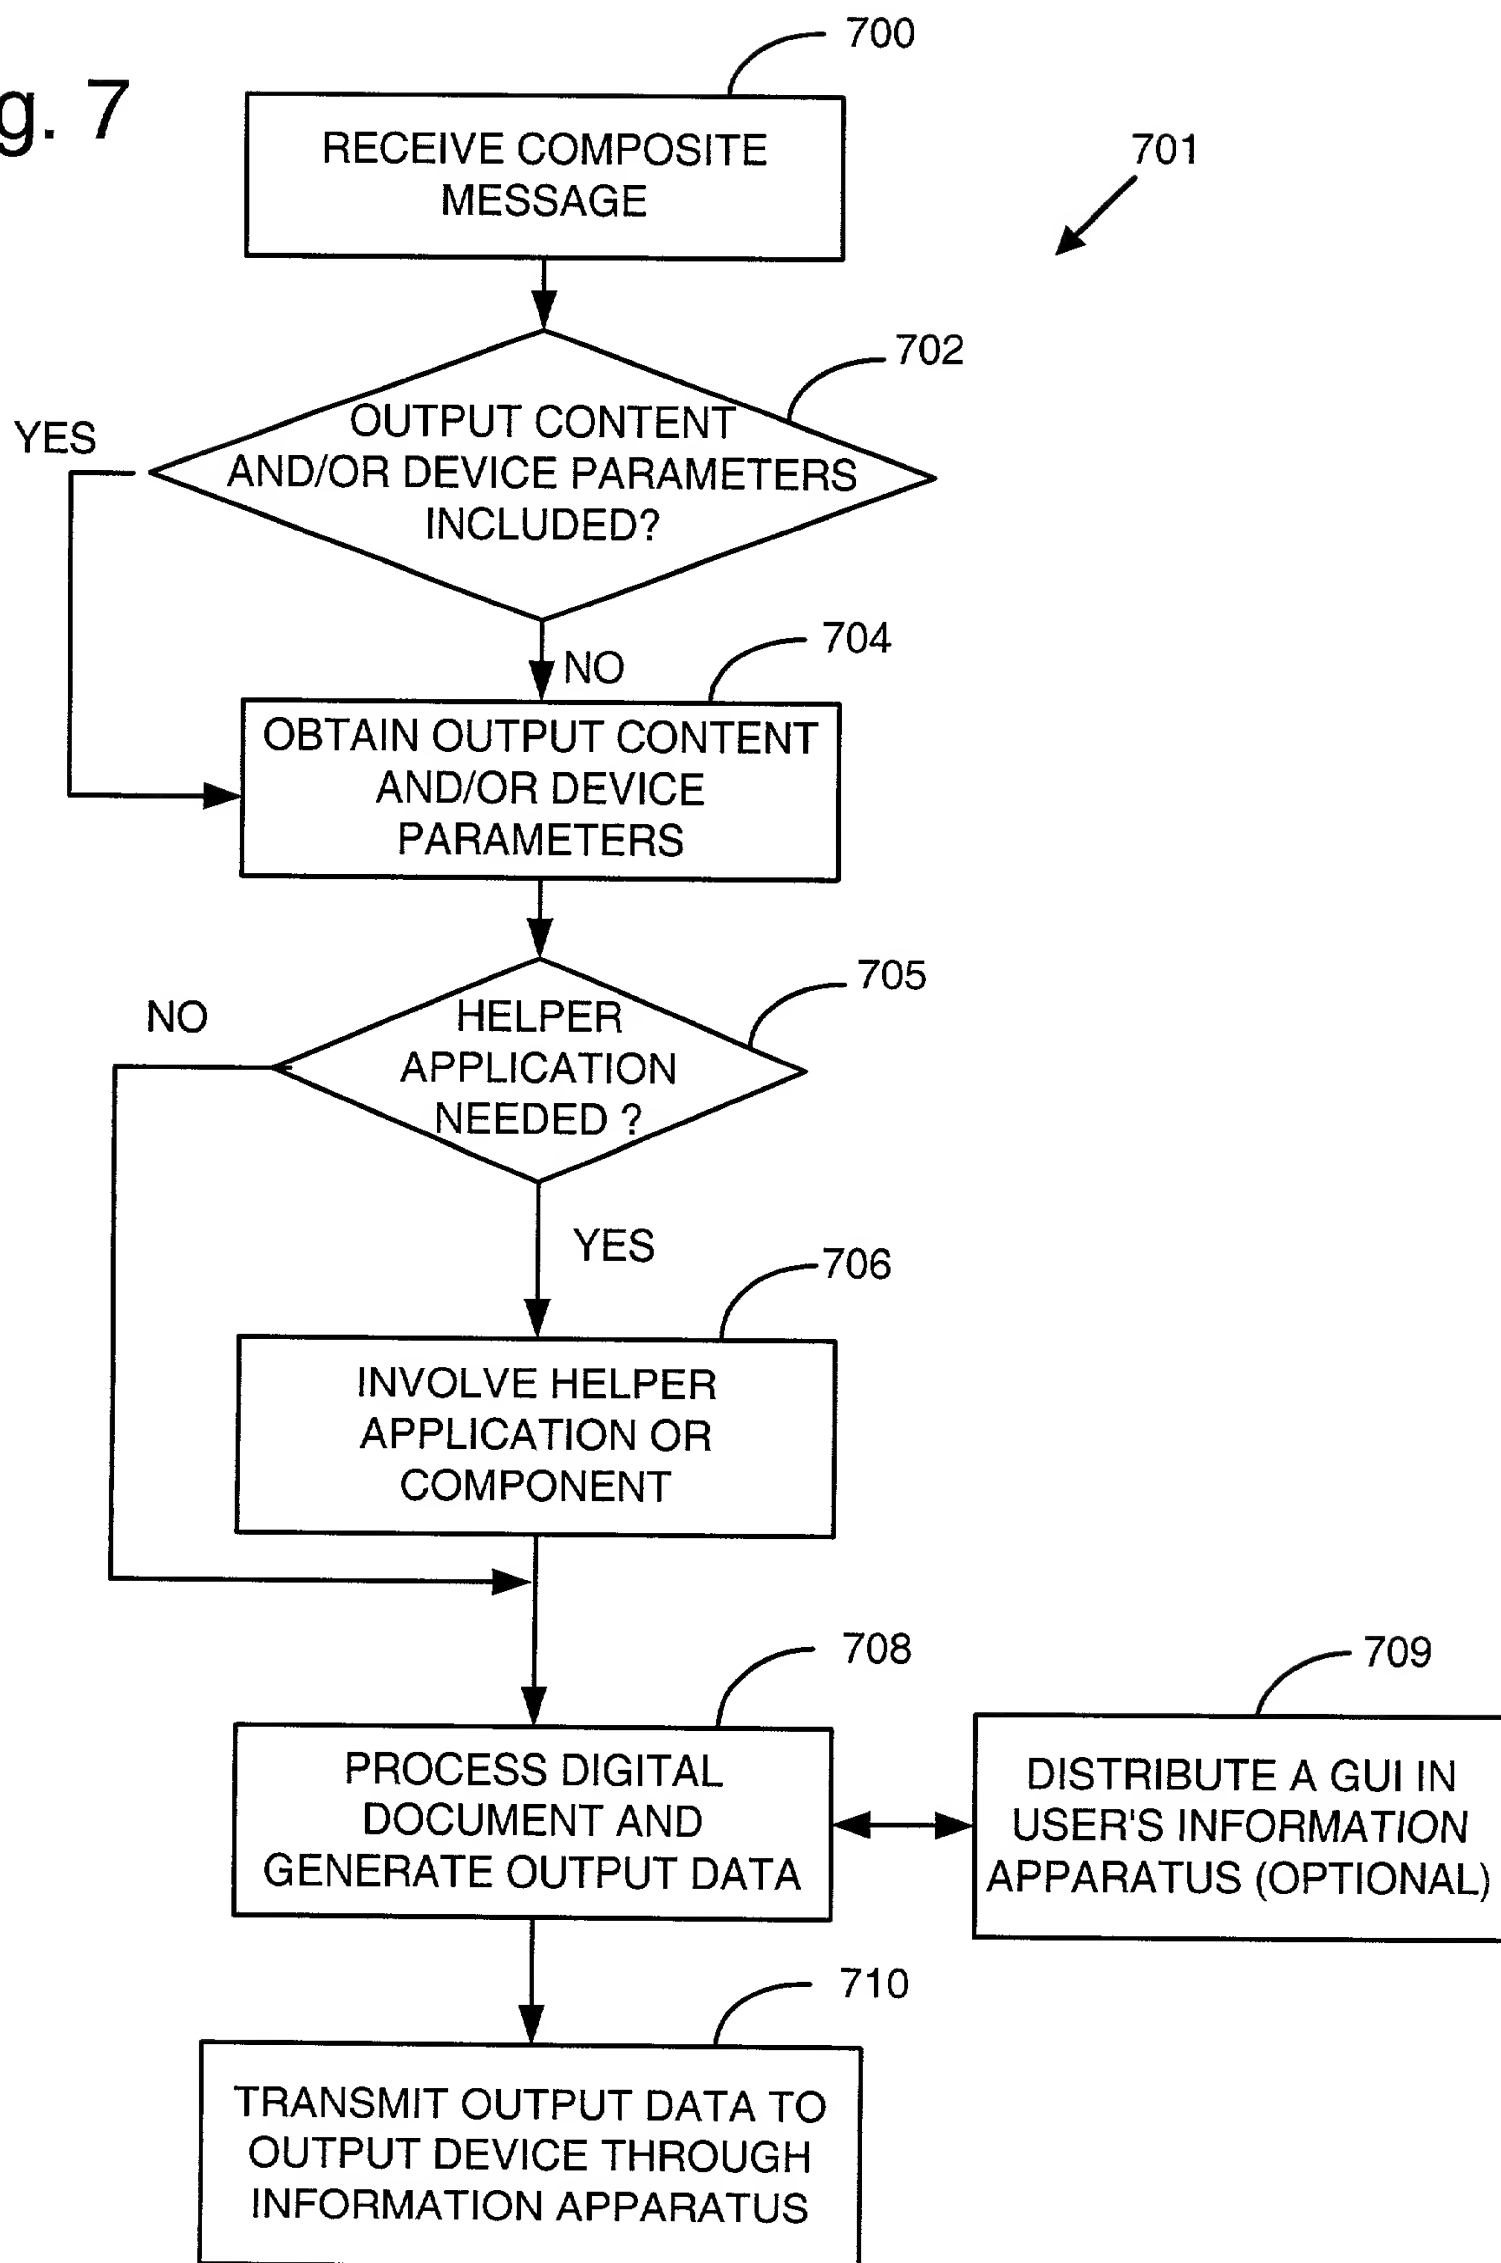 g. 7
700
RECEIVE COMPOSITE
MESSAGE
701
702
OUTPUT CONTENT
AND/OR DEVICE PARAMETERS
INCLUDED?
YES
NO
704
OBTAIN OUTPUT CONTENT
AND/OR DEVICE
PARAMETERS
705
HELPER
APPLICATION
NEEDED ?
NO
YES
706
INVOLVE HELPER
APPLICATION OR
COMPONENT
708
PROCESS DIGITAL
DOCUMENT AND
GENERATE OUTPUT DATA
709
DISTRIBUTE A GUI IN
USER'S INFORMATION
APPARATUS (OPTIONAL)
710
TRANSMIT OUTPUT DATA TO
OUTPUT DEVICE THROUGH
INFORMATION APPARATUS